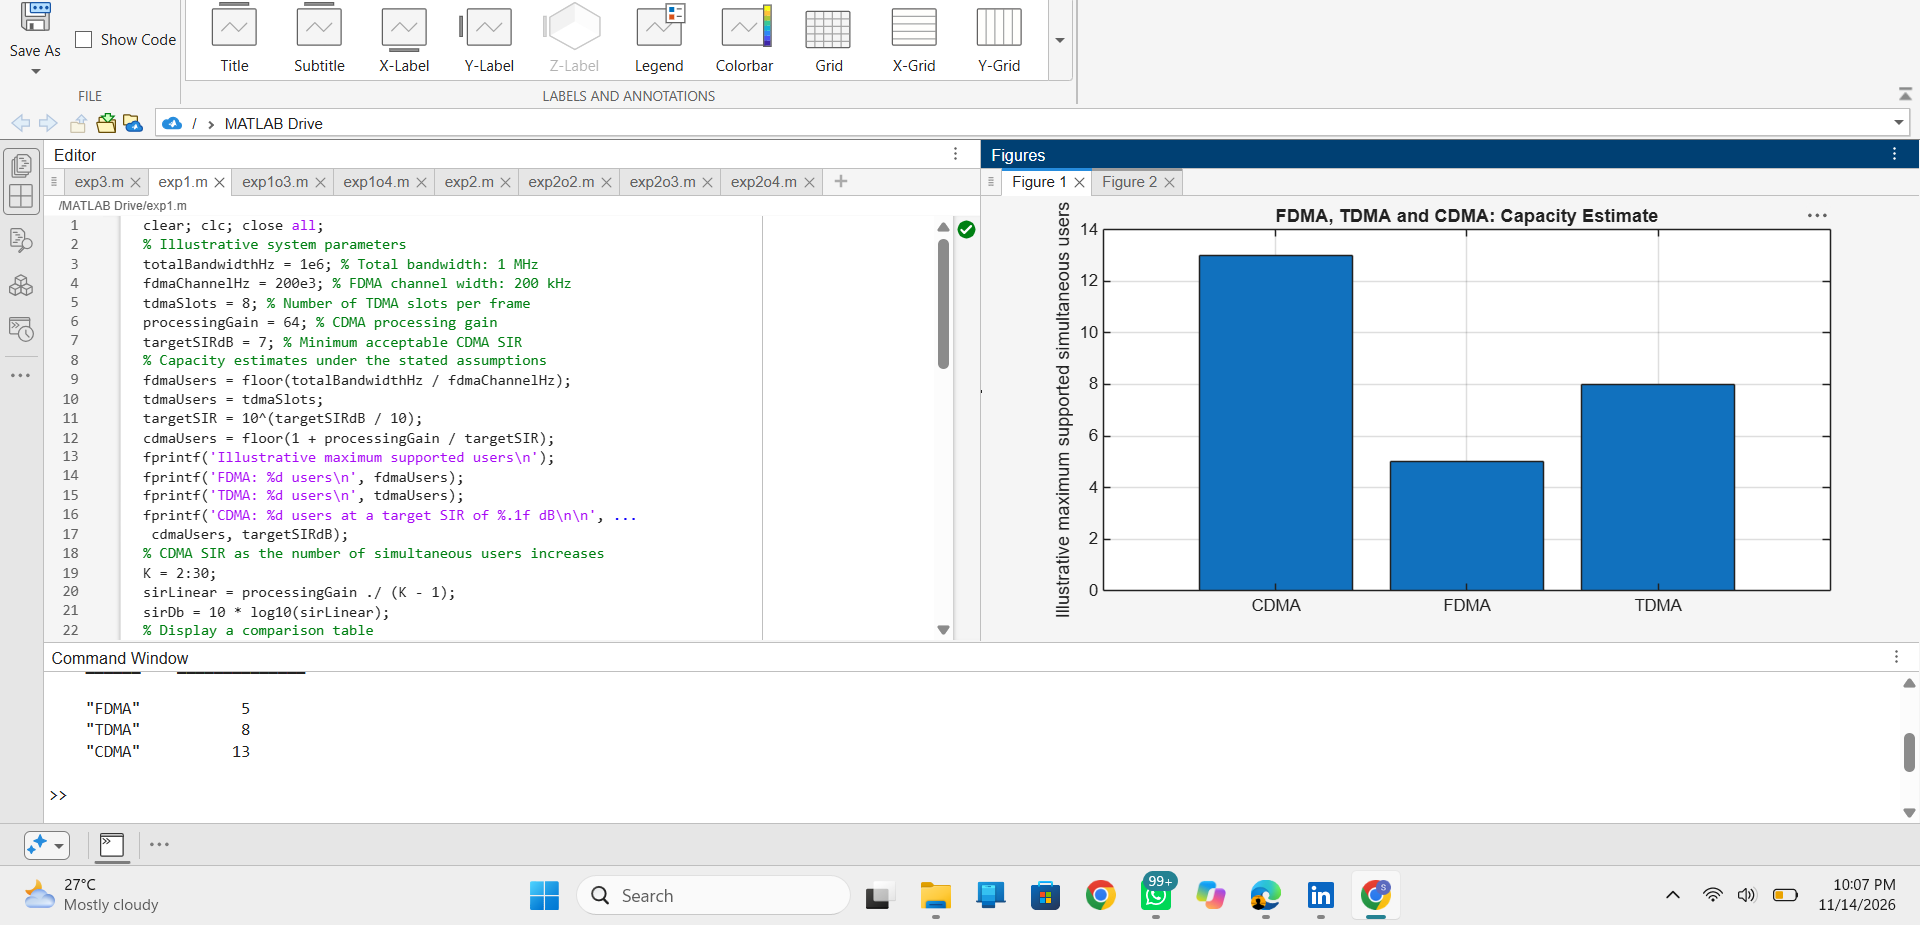 Save As
Show Code
Title
Subtitle
X-Label
Y-Label
Z-Label
Legend
Colorbar
Grid
X-Grid
Y-Grid
FILE
LABELS AND ANNOTATIONS
/ › MATLAB Drive
Editor
exp3.m
exp1.m
exp1o3.m
exp1o4.m
exp2.m
exp2o2.m
exp2o3.m
exp2o4.m
/MATLAB Drive/exp1.m
1 clear; clc; close all;
2 % Illustrative system parameters
3 totalBandwidthHz = 1e6; % Total bandwidth: 1 MHz
4 fdmaChannelHz = 200e3; % FDMA channel width: 200 kHz
5 tdmaSlots = 8; % Number of TDMA slots per frame
6 processingGain = 64; % CDMA processing gain
7 targetSIRdB = 7; % Minimum acceptable CDMA SIR
8 % Capacity estimates under the stated assumptions
9 fdmaUsers = floor(totalBandwidthHz / fdmaChannelHz);
10 tdmaUsers = tdmaSlots;
11 targetSIR = 10^(targetSIRdB / 10);
12 cdmaUsers = floor(1 + processingGain / targetSIR);
13 fprintf('Illustrative maximum supported users\n');
14 fprintf('FDMA: %d users\n', fdmaUsers);
15 fprintf('TDMA: %d users\n', tdmaUsers);
16 fprintf('CDMA: %d users at a target SIR of %.1f dB\n\n', ...
17 cdmaUsers, targetSIRdB);
18 % CDMA SIR as the number of simultaneous users increases
19 K = 2:30;
20 sirLinear = processingGain ./ (K - 1);
21 sirDb = 10 * log10(sirLinear);
22 % Display a comparison table
Figures
Figure 1
Figure 2
FDMA, TDMA and CDMA: Capacity Estimate
Illustrative maximum supported simultaneous users
14
12
10
8
6
4
2
0
CDMA
FDMA
TDMA
Command Window
"FDMA" 5
"TDMA" 8
"CDMA" 13
>>
27°C
Mostly cloudy
Search
99+
10:07 PM
11/14/2026